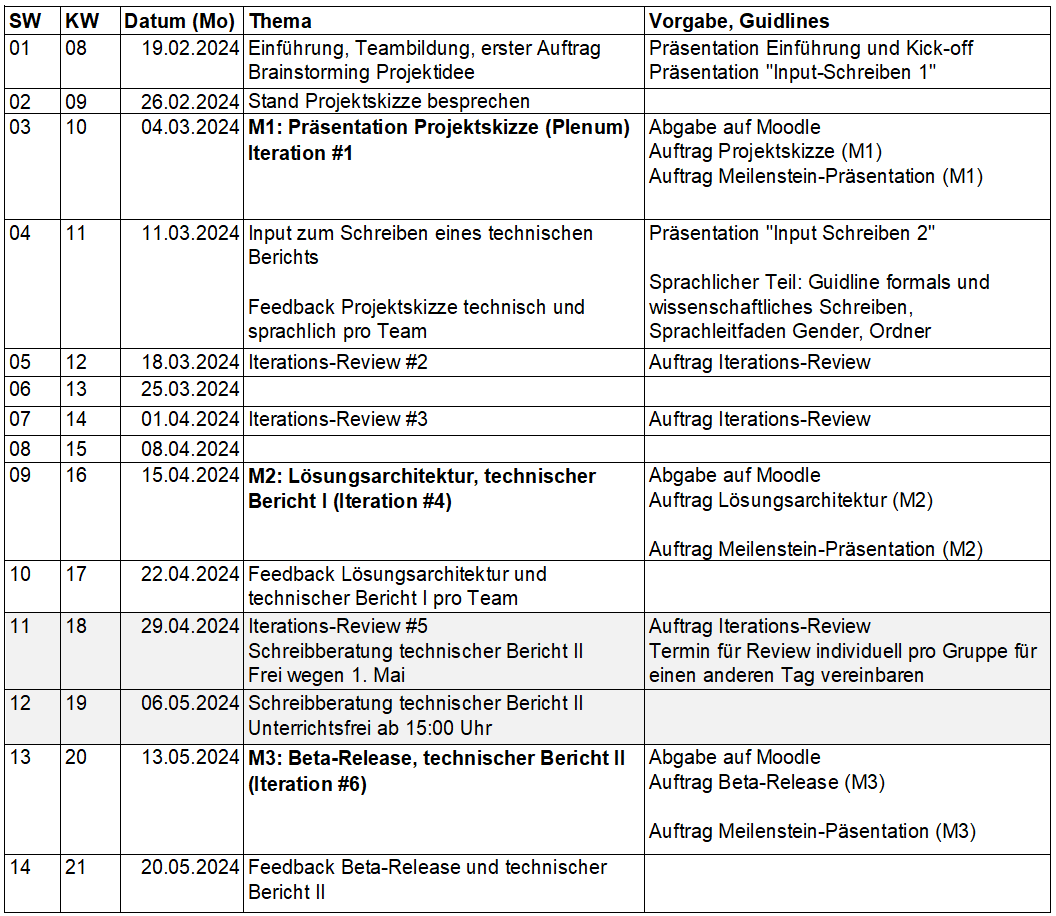 SW KW Datum (Mo) Thema Vorgabe, Guidlines
01 08 19.02.2024 Einführung, Teambildung, erster Auftrag Präsentation Einführung und Kick-off
Brainstorming Projektidee Präsentation "Input-Schreiben 1"
02 09 26.02.2024 Stand Projektskizze besprechen
03 10 04.03.2024 M1: Präsentation Projektskizze (Plenum) Abgabe auf Moodle
Iteration #1 Auftrag Projektskizze (M1)
Auftrag Meilenstein-Präsentation (M1)
04 11 11.03.2024 Input zum Schreiben eines technischen Präsentation "Input Schreiben 2"
Berichts
Sprachlicher Teil: Guidline formals und
Feedback Projektskizze technisch und wissenschaftliches Schreiben,
sprachlich pro Team Sprachleitfaden Gender, Ordner
05 12 18.03.2024 Iterations-Review #2 Auftrag Iterations-Review
06 13 25.03.2024
07 14 01.04.2024 Iterations-Review #3 Auftrag Iterations-Review
08 15 08.04.2024
09 16 15.04.2024 M2: Lösungsarchitektur, technischer Abgabe auf Moodle
Bericht I (Iteration #4) Auftrag Lösungsarchitektur (M2)
Auftrag Meilenstein-Präsentation (M2)
10 17 22.04.2024 Feedback Lösungsarchitektur und
technischer Bericht I pro Team
11 18 29.04.2024 Iterations-Review #5 Auftrag Iterations-Review
Schreibberatung technischer Bericht II Termin für Review individuell pro Gruppe für
Frei wegen 1. Mai einen anderen Tag vereinbaren
12 19 06.05.2024 Schreibberatung technischer Bericht II
Unterrichtsfrei ab 15:00 Uhr
13 20 13.05.2024 M3: Beta-Release, technischer Bericht II Abgabe auf Moodle
(Iteration #6) Auftrag Beta-Release (M3)
Auftrag Meilenstein-Päsentation (M3)
14 21 20.05.2024 Feedback Beta-Release und technischer
Bericht II